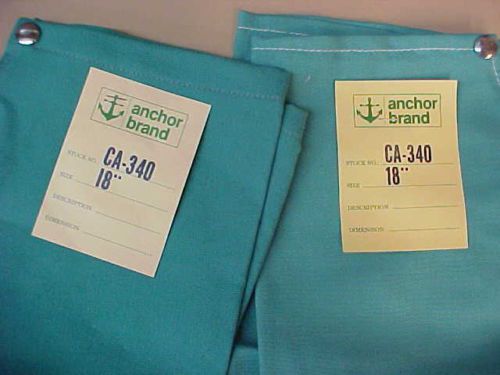 anchor
brand
STOCK NO. CA-340
SIZE 18"
DESCRIPTION
DIMENSION
anchor
brand
STOCK NO. CA-340
SIZE 18"
DESCRIPTION
DIMENSION